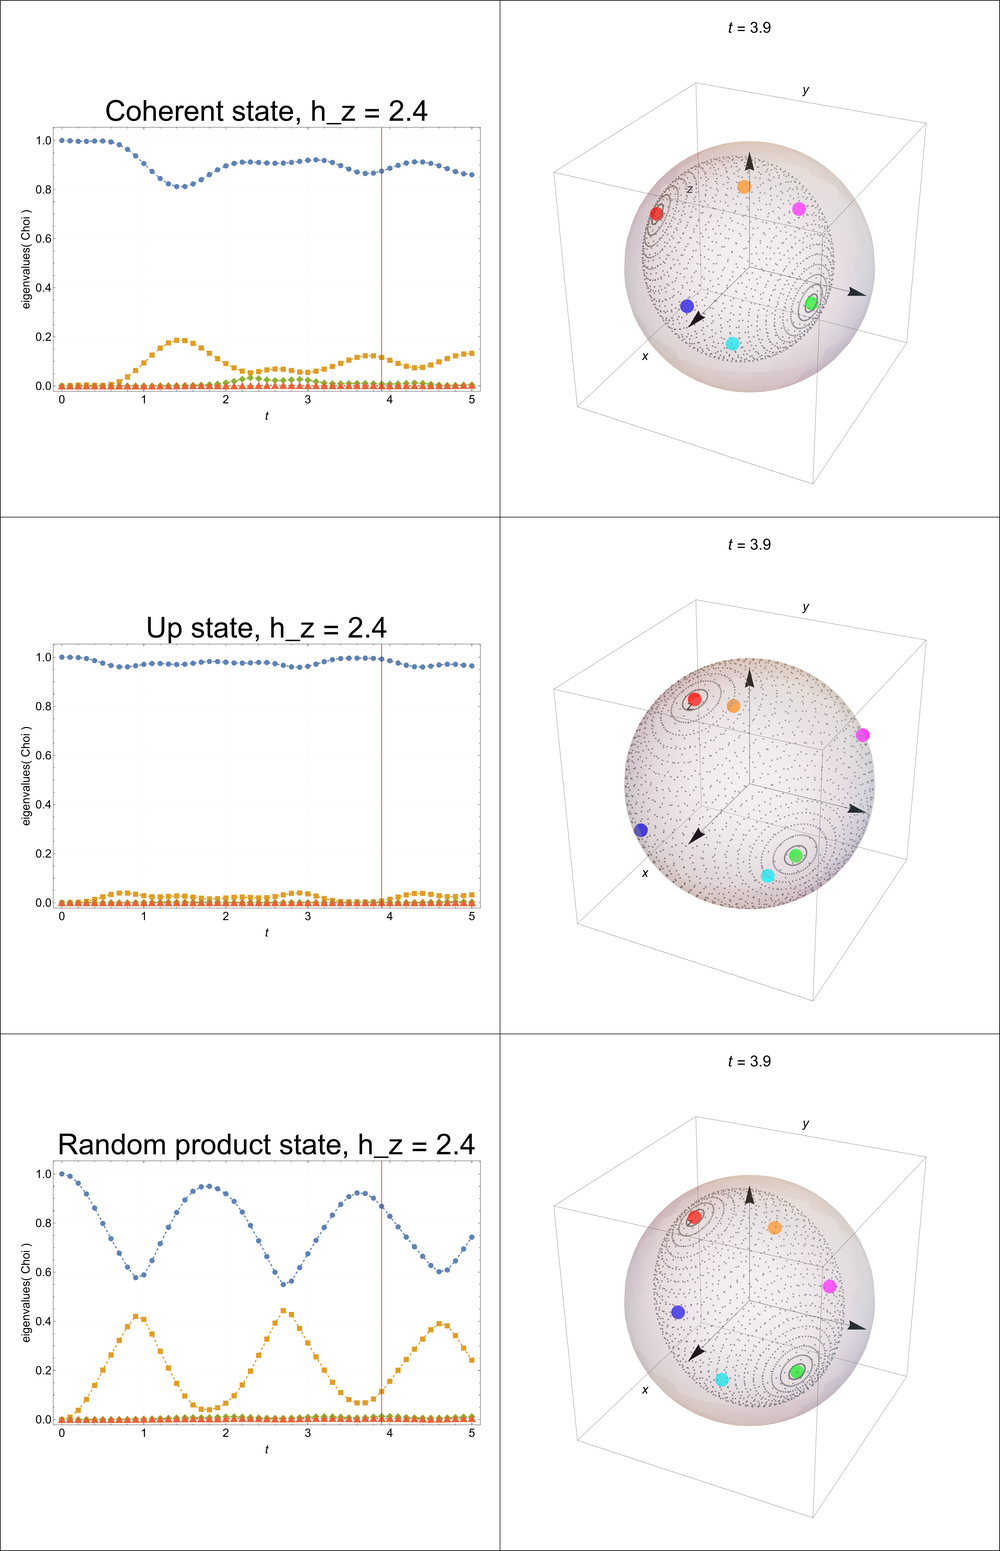 t = 3.9
y
Coherent state, h_z = 2.4
1.0
0.8
0.6
0.4
0.2
0.0
eigenvalues( Choi )
0 1 2 3 4 5
t
z
x
t = 3.9
y
Up state, h_z = 2.4
1.0
0.8
0.6
0.4
0.2
0.0
eigenvalues( Choi )
0 1 2 3 4 5
t
x
t = 3.9
y
Random product state, h_z = 2.4
1.0
0.8
0.6
0.4
0.2
0.0
eigenvalues( Choi )
0 1 2 3 4 5
t
x